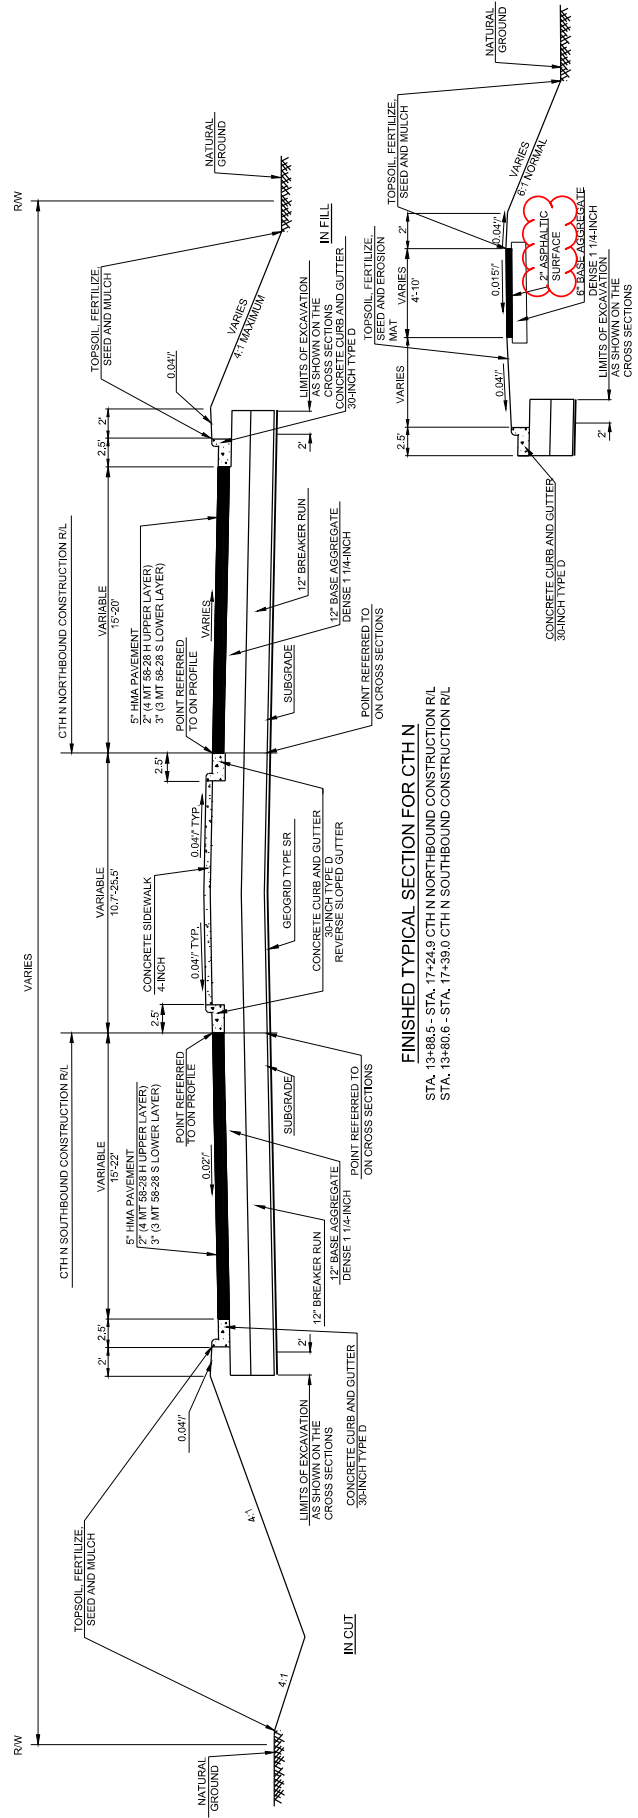 R/W
VARIES
R/W
CTH N SOUTHBOUND CONSTRUCTION R/L
CTH N NORTHBOUND CONSTRUCTION R/L
2'
2.5'
VARIABLE
15'-22'
VARIABLE
10.7'-25.5'
VARIABLE
15'-20'
2.5'
2'
TOPSOIL, FERTILIZE,
SEED AND MULCH
5" HMA PAVEMENT
2" (4 MT 58-28 H UPPER LAYER)
3" (3 MT 58-28 S LOWER LAYER)
CONCRETE SIDEWALK
4-INCH
5" HMA PAVEMENT
2" (4 MT 58-28 H UPPER LAYER)
3" (3 MT 58-28 S LOWER LAYER)
TOPSOIL, FERTILIZE,
SEED AND MULCH
NATURAL
GROUND
0.04'/'
0.02'/'
POINT REFERRED
TO ON PROFILE
2.5'
0.04'/' TYP.
0.04'/' TYP.
2.5'
POINT REFERRED
TO ON PROFILE
VARIES
0.04'/'
VARIES
4:1 MAXIMUM
NATURAL
GROUND
4:1
4:1
IN CUT
2'
LIMITS OF EXCAVATION
AS SHOWN ON THE
CROSS SECTIONS
CONCRETE CURB AND GUTTER
30-INCH TYPE D
12" BREAKER RUN
12" BASE AGGREGATE
DENSE 1 1/4-INCH
SUBGRADE
POINT REFERRED TO
ON CROSS SECTIONS
CONCRETE CURB AND GUTTER
30-INCH TYPE D
REVERSE SLOPED GUTTER
GEOGRID TYPE SR
SUBGRADE
POINT REFERRED TO
ON CROSS SECTIONS
12" BREAKER RUN
12" BASE AGGREGATE
DENSE 1 1/4-INCH
2'
LIMITS OF EXCAVATION
AS SHOWN ON THE
CROSS SECTIONS
CONCRETE CURB AND GUTTER
30-INCH TYPE D
IN FILL
FINISHED TYPICAL SECTION FOR CTH N
STA. 13+88.5 - STA. 17+24.9 CTH N NORTHBOUND CONSTRUCTION R/L
STA. 13+80.6 - STA. 17+39.0 CTH N SOUTHBOUND CONSTRUCTION R/L
TOPSOIL, FERTILIZE,
SEED AND EROSION
MAT
TOPSOIL, FERTILIZE,
SEED AND MULCH
NATURAL
GROUND
2.5'
VARIES
VARIES
4'-10'
2'
0.04'/'
0.015'/'
0.04'/'
VARIES
6:1 NORMAL
2" ASPHALTIC
SURFACE
6" BASE AGGREGATE
DENSE 1 1/4-INCH
2'
LIMITS OF EXCAVATION
AS SHOWN ON THE
CROSS SECTIONS
CONCRETE CURB AND GUTTER
30-INCH TYPE D